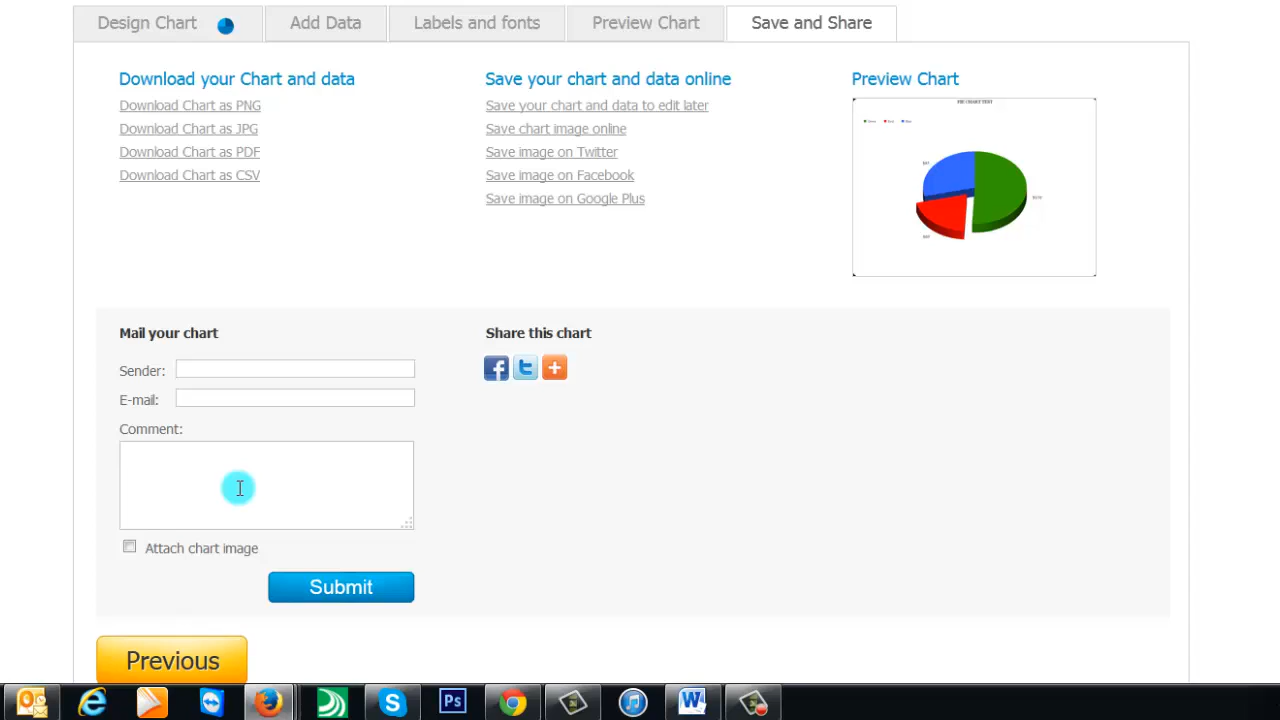 Design Chart
Add Data
Labels and fonts
Preview Chart
Save and Share
Download your Chart and data
Download Chart as PNG
Download Chart as JPG
Download Chart as PDF
Download Chart as CSV
Save your chart and data online
Save your chart and data to edit later
Save chart image online
Save image on Twitter
Save image on Facebook
Save image on Google Plus
Preview Chart
PIE CHART TEST
Mail your chart
Sender:
E-mail:
Comment:
Attach chart image
Submit
Share this chart
Previous
Ps